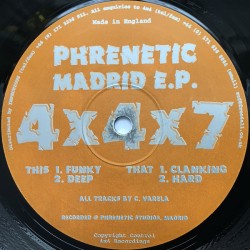 Made in England
PHRENETIC
MADRID E.P.
4x4x7
THIS 1. FUNKY
2. DEEP
THAT 1. CLANKING
2. HARD
ALL TRACKS BY C. VARELA
RECORDED @ PHRENETIC STUDIOS, MADRID
Copyright Control
4x4 Recordings